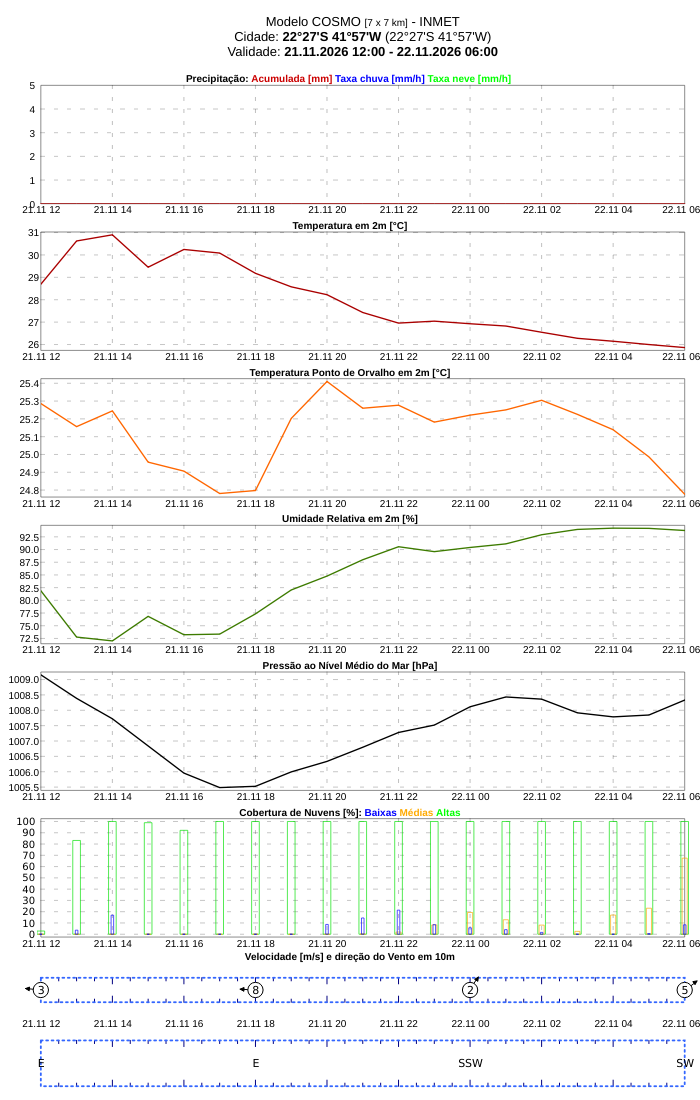 Modelo COSMO [7 x 7 km] - INMET
Cidade: 22°27'S 41°57'W (22°27'S 41°57'W)
Validade: 21.11.2026 12:00 - 22.11.2026 06:00
Precipitação: Acumulada [mm] Taxa chuva [mm/h] Taxa neve [mm/h]
5
4
3
2
1
0
21.11 12 21.11 14 21.11 16 21.11 18 21.11 20 21.11 22 22.11 00 22.11 02 22.11 04 22.11 06
Temperatura em 2m [°C]
31
30
29
28
27
26
21.11 12 21.11 14 21.11 16 21.11 18 21.11 20 21.11 22 22.11 00 22.11 02 22.11 04 22.11 06
Temperatura Ponto de Orvalho em 2m [°C]
25.4
25.3
25.2
25.1
25.0
24.9
24.8
21.11 12 21.11 14 21.11 16 21.11 18 21.11 20 21.11 22 22.11 00 22.11 02 22.11 04 22.11 06
Umidade Relativa em 2m [%]
92.5
90.0
87.5
85.0
82.5
80.0
77.5
75.0
72.5
21.11 12 21.11 14 21.11 16 21.11 18 21.11 20 21.11 22 22.11 00 22.11 02 22.11 04 22.11 06
Pressão ao Nível Médio do Mar [hPa]
1009.0
1008.5
1008.0
1007.5
1007.0
1006.5
1006.0
1005.5
21.11 12 21.11 14 21.11 16 21.11 18 21.11 20 21.11 22 22.11 00 22.11 02 22.11 04 22.11 06
Cobertura de Nuvens [%]: Baixas Médias Altas
100
90
80
70
60
50
40
30
20
10
0
21.11 12 21.11 14 21.11 16 21.11 18 21.11 20 21.11 22 22.11 00 22.11 02 22.11 04 22.11 06
Velocidade [m/s] e direção do Vento em 10m
3 8 2 5
21.11 12 21.11 14 21.11 16 21.11 18 21.11 20 21.11 22 22.11 00 22.11 02 22.11 04 22.11 06
E E SSW SW